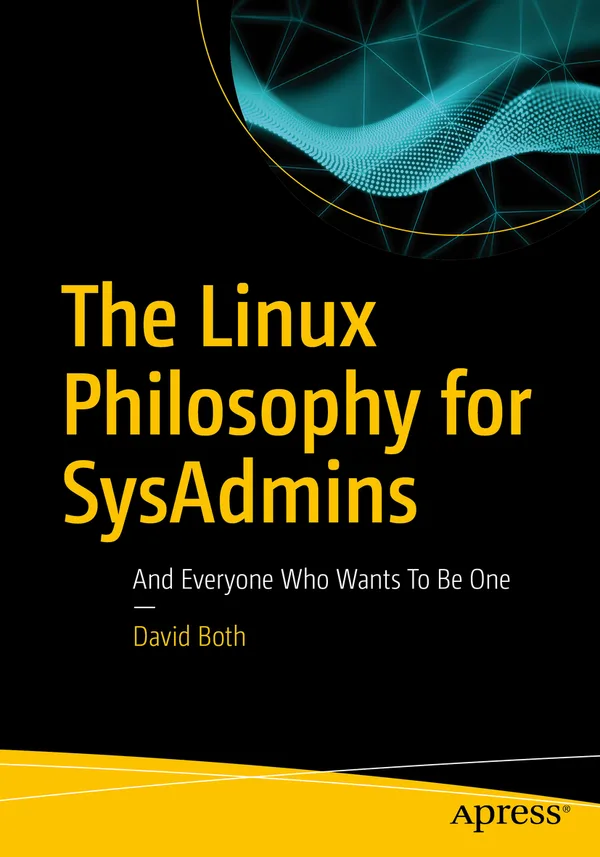 The Linux
Philosophy for
SysAdmins
And Everyone Who Wants To Be One
—
David Both
Apress®